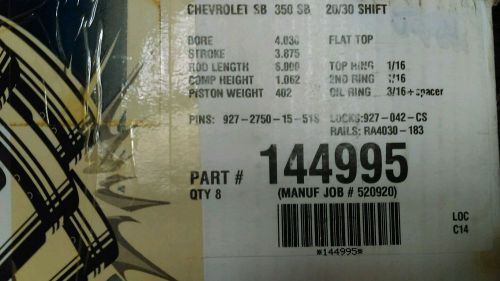 CHEVROLET SB 350 SB 20/30 SHIFT
BORE 4.030 FLAT TOP
STROKE 3.875
ROD LENGTH 6.000 TOP RING 1/16
COMP HEIGHT 1.062 2ND RING 1/16
PISTON WEIGHT 402 OIL RING 3/16+spacer
PINS: 927-2750-15-51S LOCKS:927-042-CS
RAILS: RA4030-183
PART # 144995
QTY 8 (MANUF JOB # 520920)
LOC
C14
*144995*